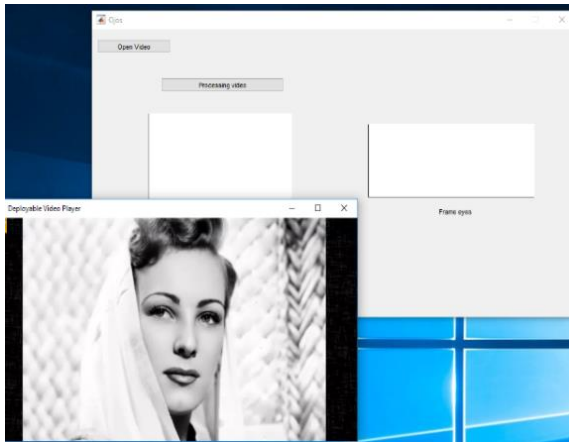 Ojos
Open Video
Processing video
Frame eyes
Deployable Video Player